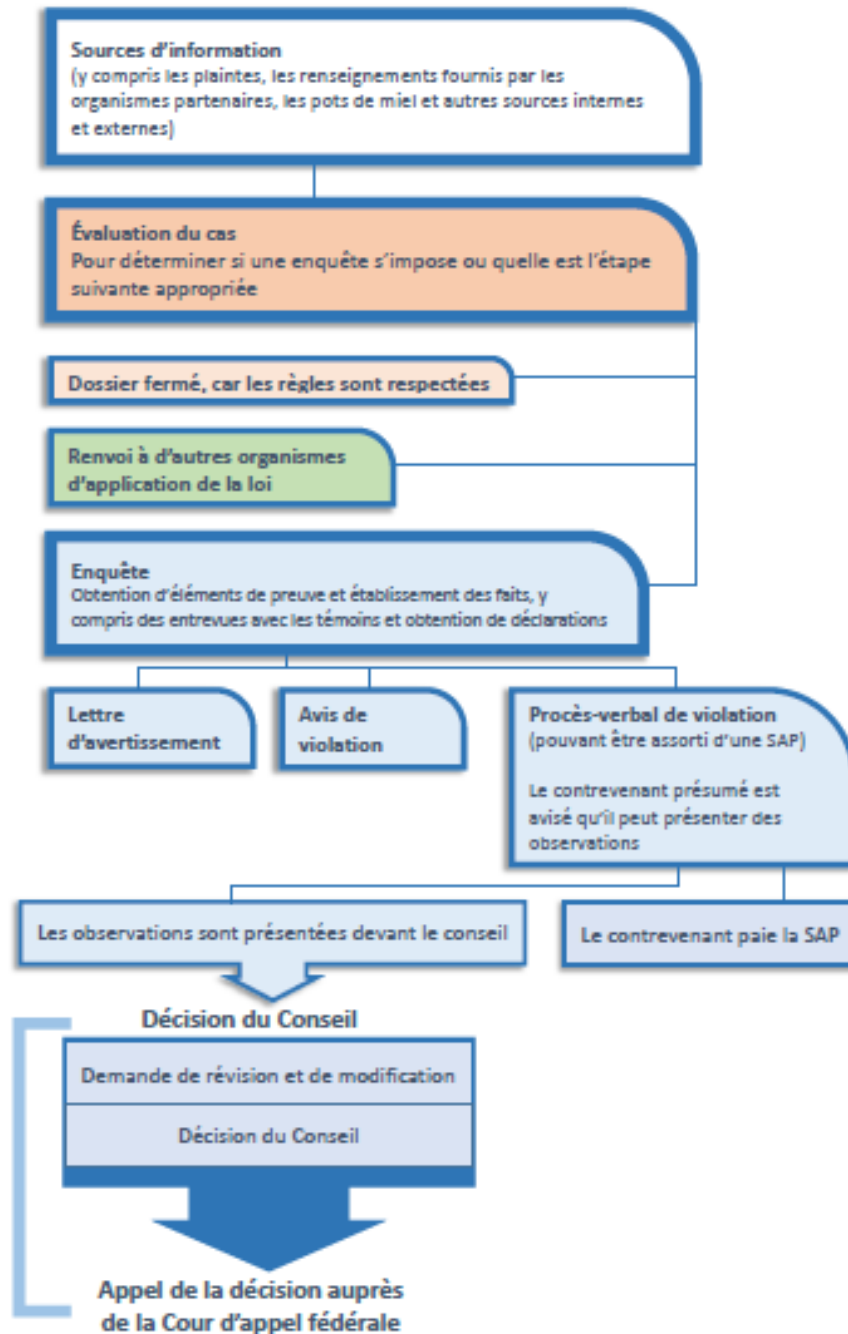 Sources d'information
(y compris les plaintes, les renseignements fournis par les
organismes partenaires, les pots de miel et autres sources internes
et externes)
Évaluation du cas
Pour déterminer si une enquête s'impose ou quelle est l'étape
suivante appropriée
Dossier fermé, car les règles sont respectées
Renvoi à d'autres organismes
d'application de la loi
Enquête
Obtention d'éléments de preuve et établissement des faits, y
compris des entrevues avec les témoins et obtention de déclarations
Lettre
d'avertissement
Avis de
violation
Procès-verbal de violation
(pouvant être assorti d'une SAP)
Le contrevenant présumé est
avisé qu'il peut présenter des
observations
Les observations sont présentées devant le conseil
Le contrevenant paie la SAP
Décision du Conseil
Demande de révision et de modification
Décision du Conseil
Appel de la décision auprès
de la Cour d'appel fédérale